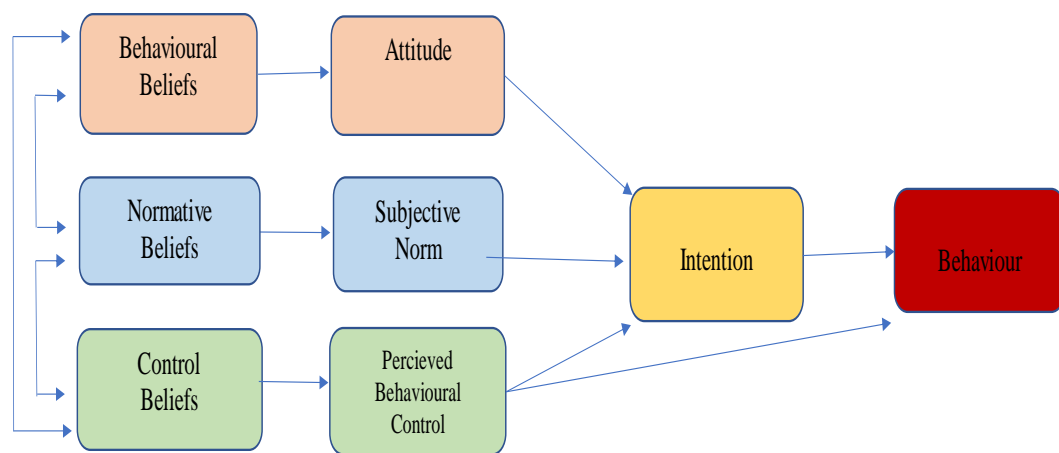 Behavioural
Beliefs
Attitude
Normative
Beliefs
Subjective
Norm
Intention
Behaviour
Control
Beliefs
Percieved
Behavioural
Control